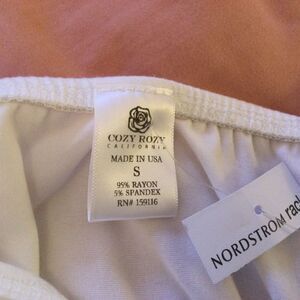 COZY ROZY
CALIFORNIA
MADE IN USA
S
95% RAYON
5% SPANDEX
RN# 159116
NORDSTROM rack